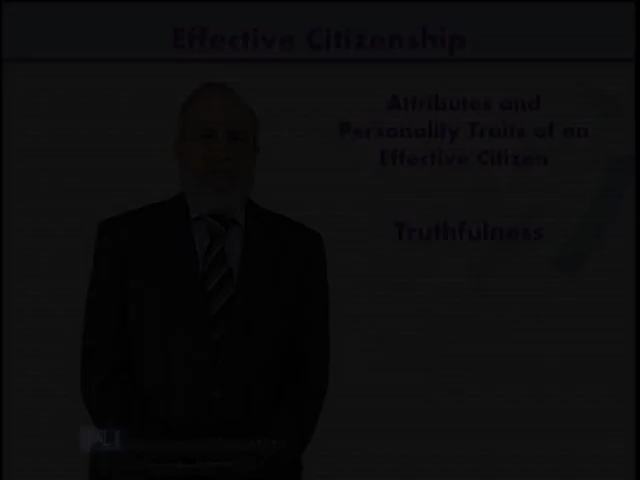 Effective Citizenship
Attributes and
Personality Traits of an
Effective Citizen
Truthfulness